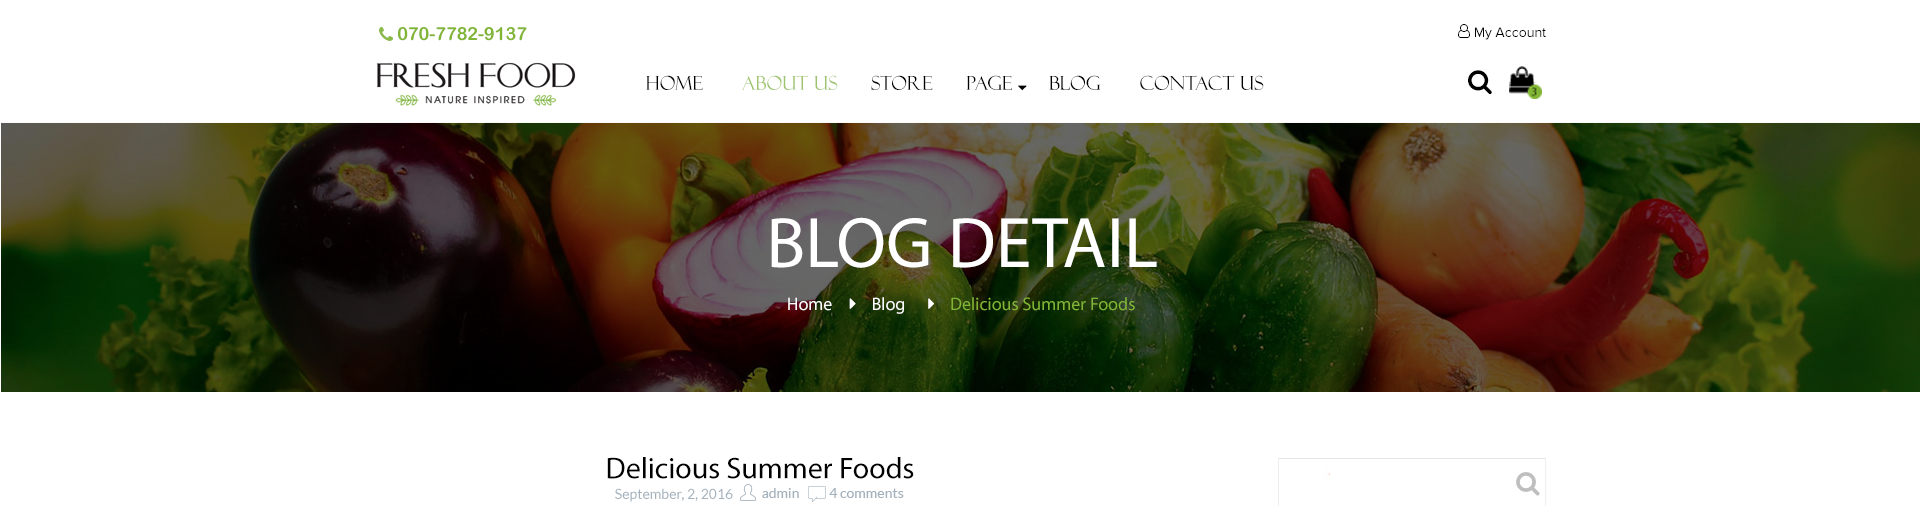 070-7782-9137
My Account
FRESH FOOD
NATURE INSPIRED
HOME ABOUT US STORE PAGE BLOG CONTACT US
3
BLOG DETAIL
Home Blog Delicious Summer Foods
Delicious Summer Foods
September, 2, 2016 admin 4 comments